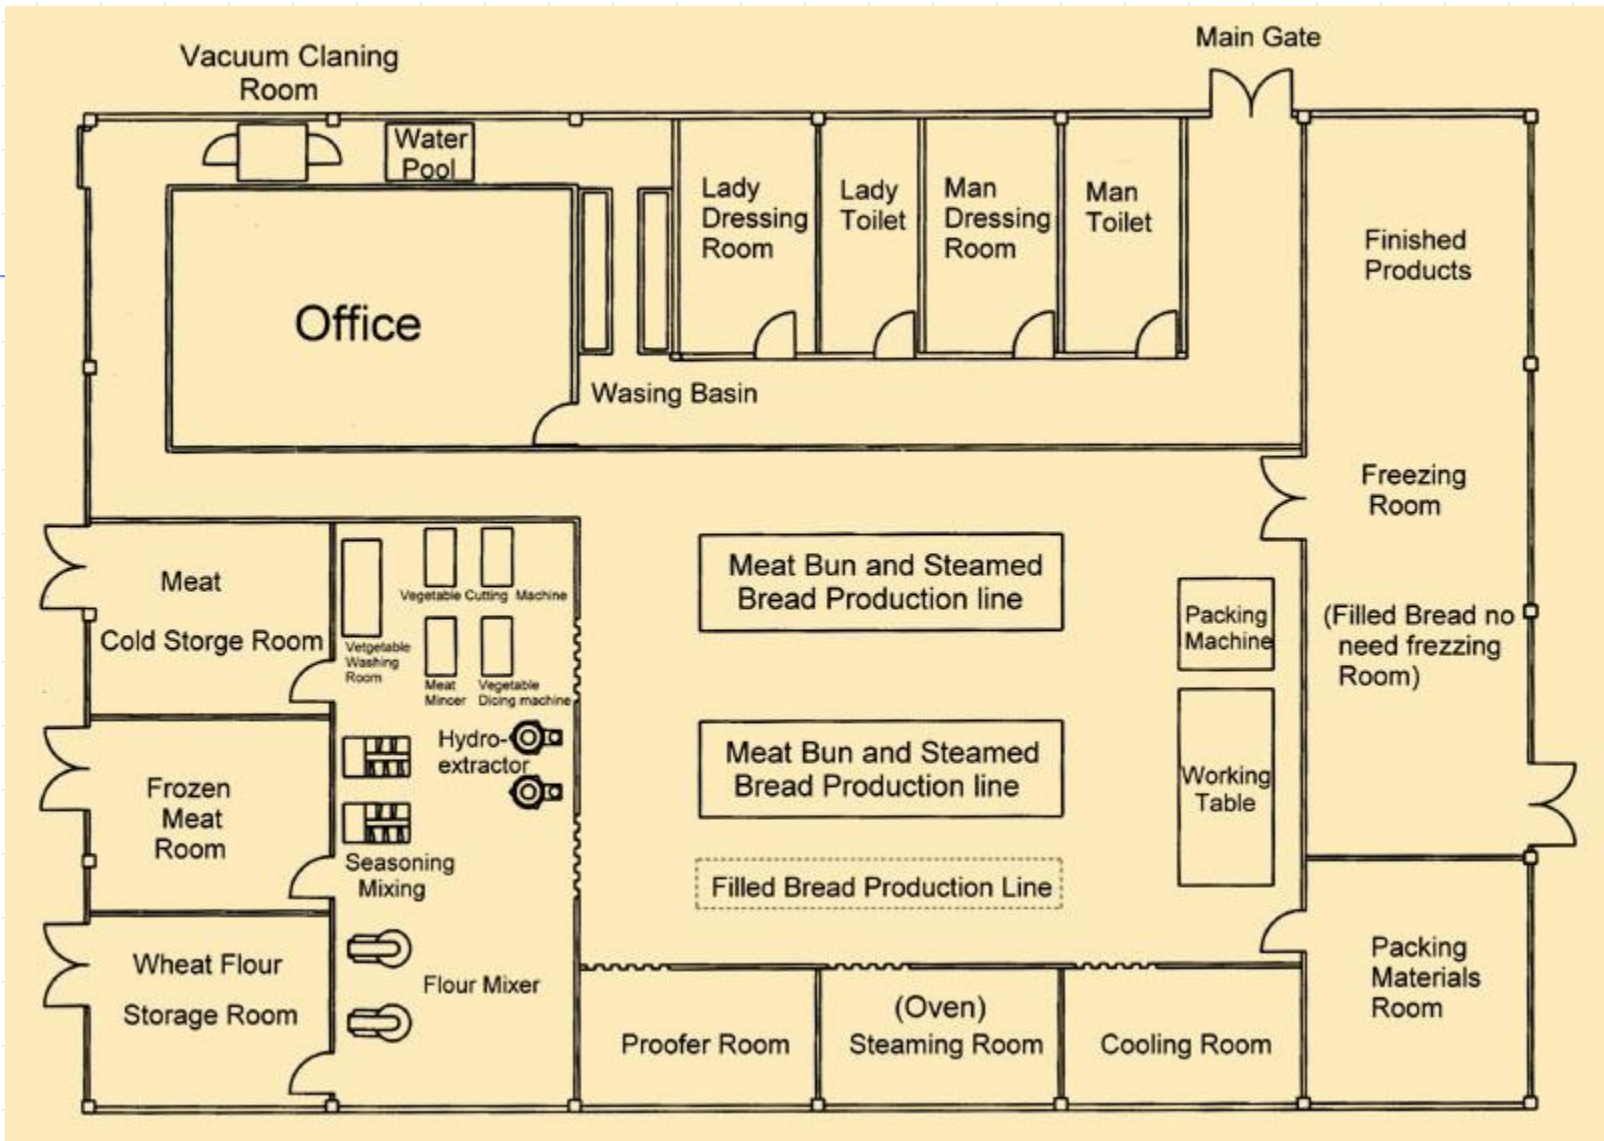 Main Gate
Vacuum Claning
Room
Water
Pool
Lady
Dressing
Room
Lady
Toilet
Man
Dressing
Room
Man
Toilet
Finished
Products
Office
Wasing Basin
Freezing
Room
(Filled Bread no
need frezzing
Room)
Meat
Cold Storge Room
Vegetable Cutting Machine
Vetgetable
Washing
Room
Meat
Mincer
Vegetable
Dicing machine
Hydro-
extractor
Meat Bun and Steamed
Bread Production line
Packing
Machine
Meat Bun and Steamed
Bread Production line
Working
Table
Frozen
Meat
Room
Seasoning
Mixing
Filled Bread Production Line
Wheat Flour
Storage Room
Flour Mixer
Proofer Room
(Oven)
Steaming Room
Cooling Room
Packing
Materials
Room